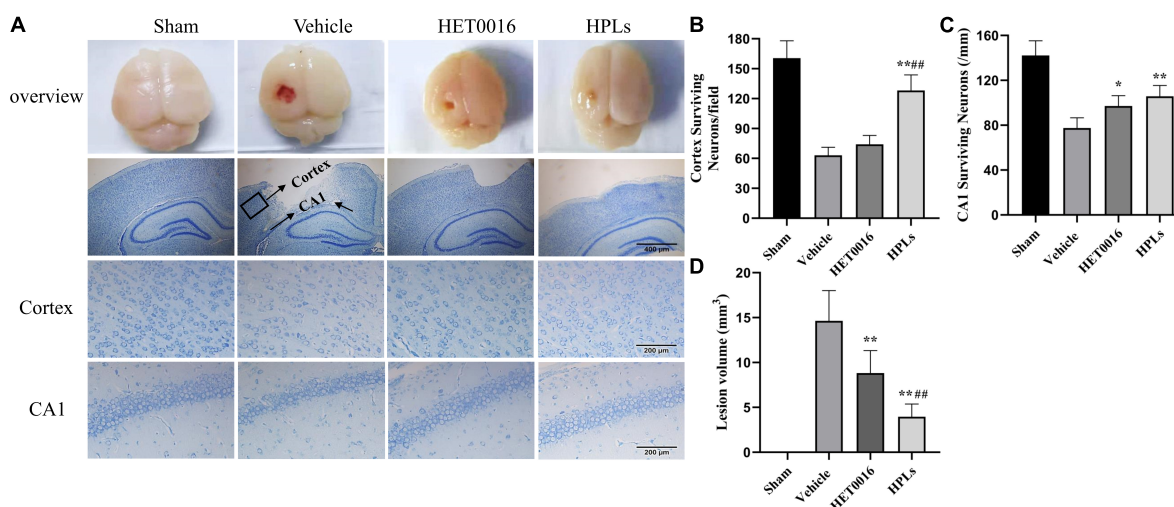 A
Sham
Vehicle
HET0016
HPLs
overview
Cortex
CA1
400 μm
Cortex
200 μm
CA1
200 μm
B
Cortex Surviving
Neurons/field
180
150
120
90
60
30
0
**##
Sham
Vehicle
HET0016
HPLs
C
CA1 Surviving Neurons (/mm)
160
120
80
40
0
*
**
Sham
Vehicle
HET0016
HPLs
D
Lesion volume (mm³)
20
15
10
5
0
**
**##
Sham
Vehicle
HET0016
HPLs